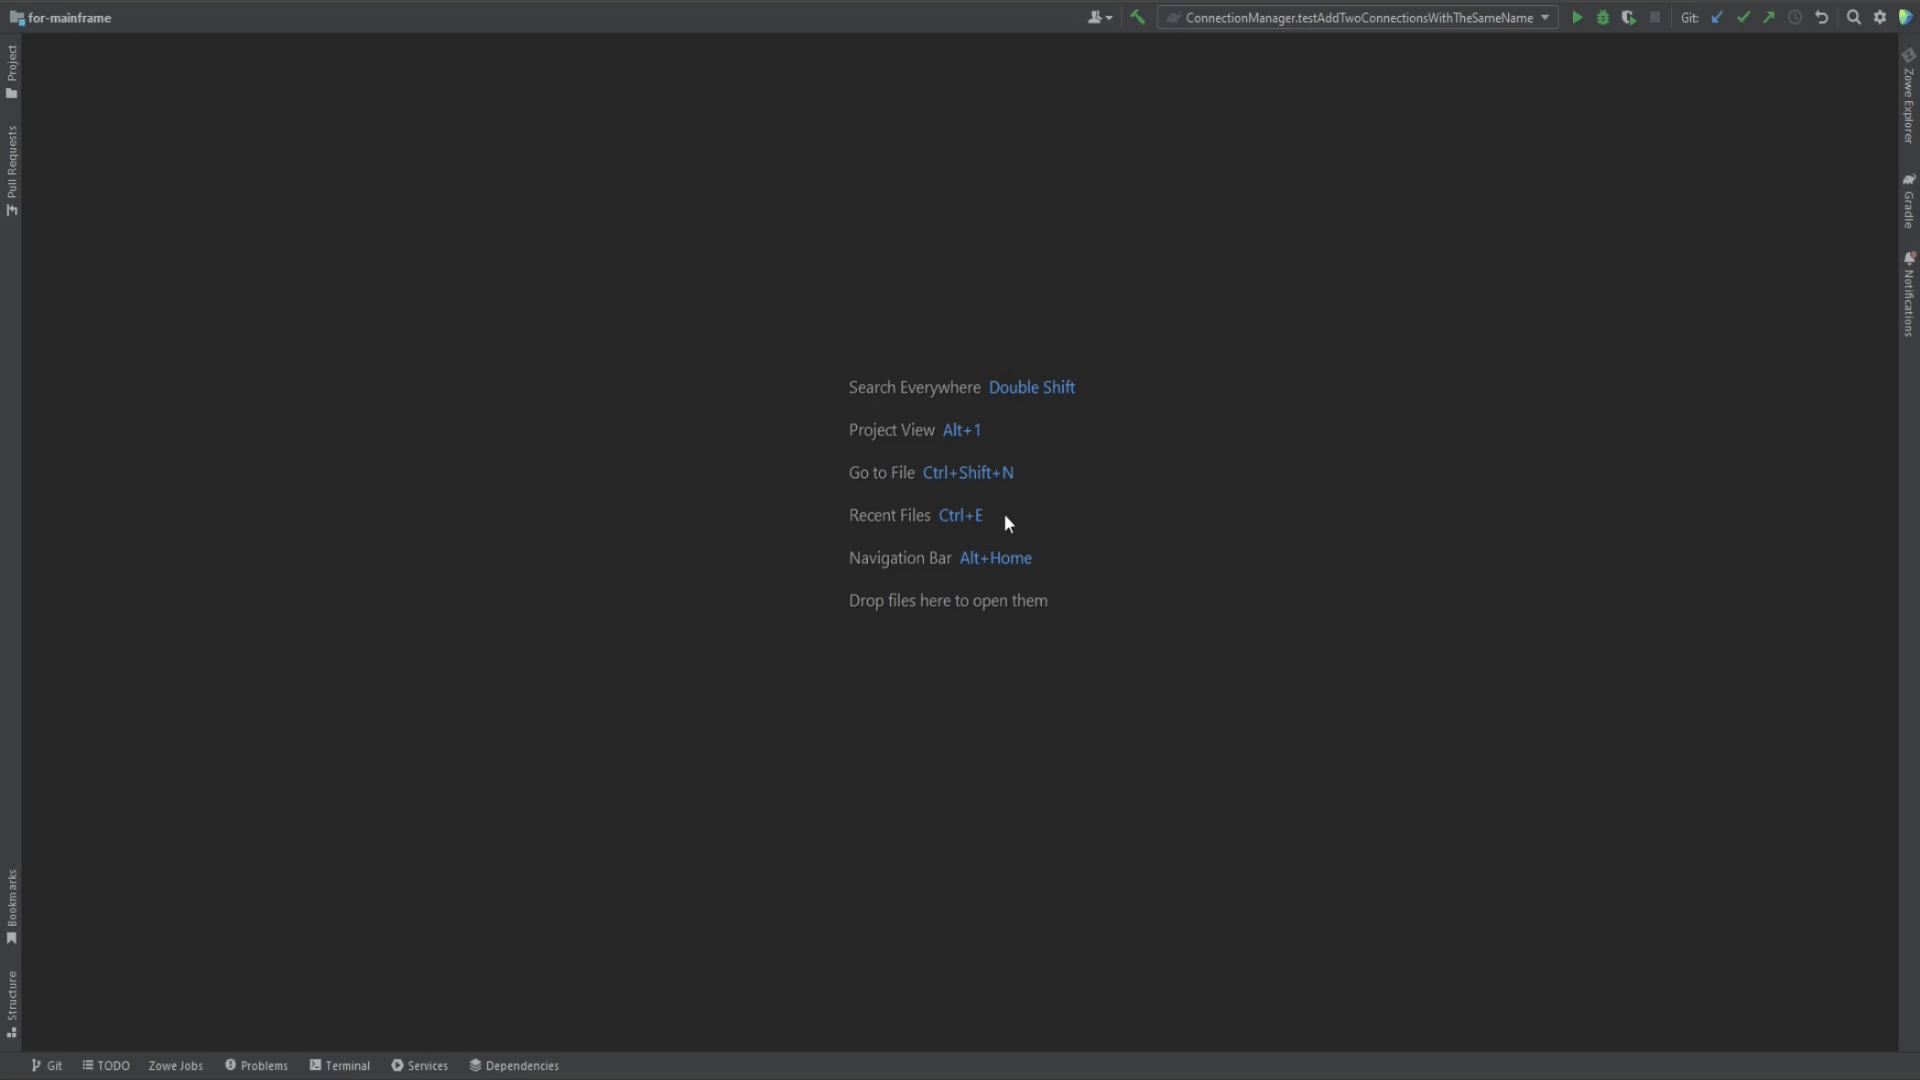 for-mainframe
ConnectionManager.testAddTwoConnectionsWithTheSameName
Git:
Project
Pull Requests
Bookmarks
Structure
Search Everywhere Double Shift
Project View Alt+1
Go to File Ctrl+Shift+N
Recent Files Ctrl+E
Navigation Bar Alt+Home
Drop files here to open them
Zowe Explorer
Gradle
Notifications
Git
TODO
Zowe Jobs
Problems
Terminal
Services
Dependencies